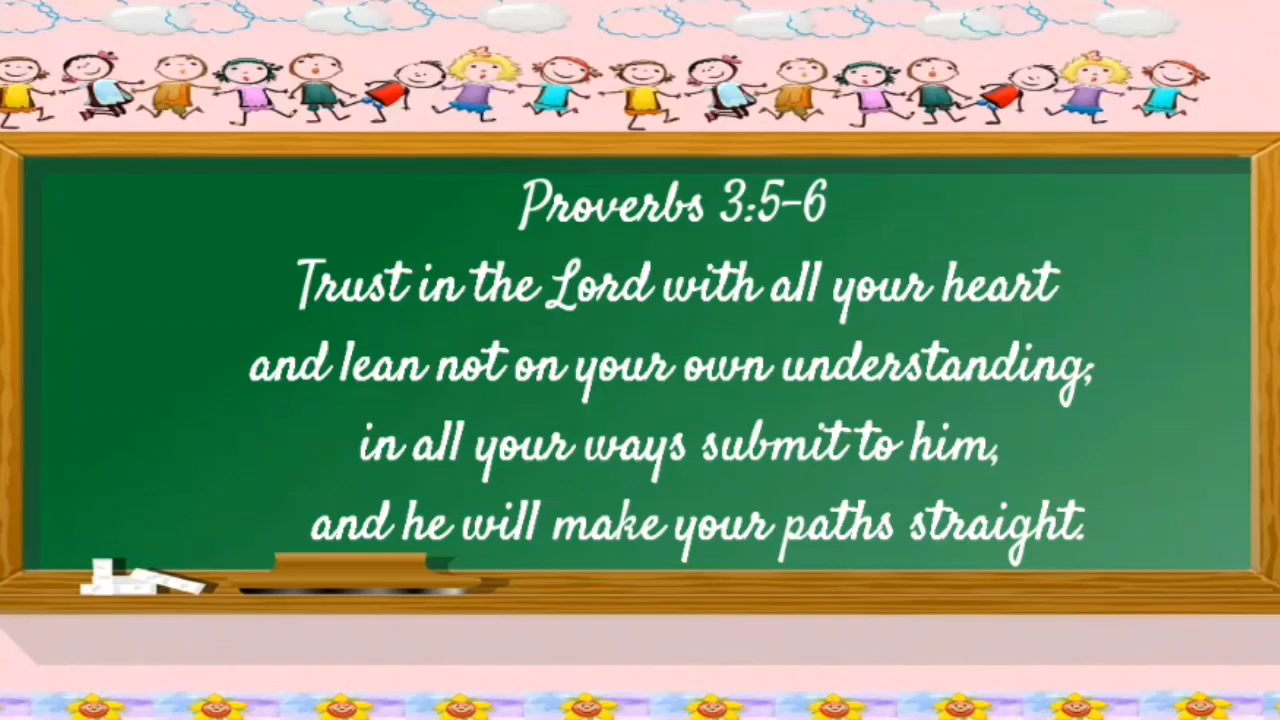 Proverbs 3:5-6
Trust in the Lord with all your heart
and lean not on your own understanding;
in all your ways submit to him,
and he will make your paths straight.